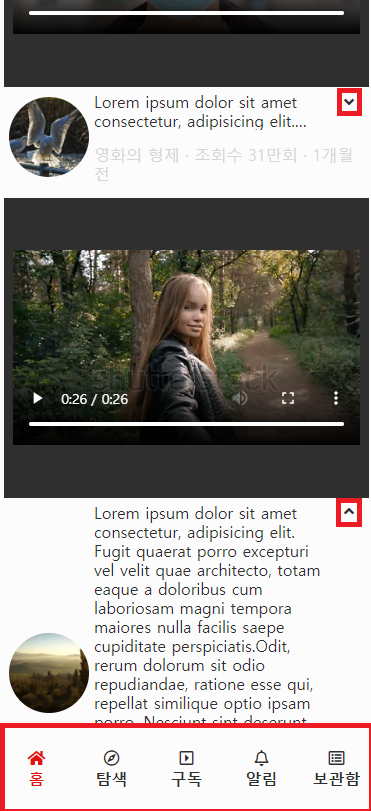 Lorem ipsum dolor sit amet
consectetur, adipisicing elit....
영화의 형제 · 조회수 31만회 · 1개월
전
shutterstock
0:26 / 0:26
Lorem ipsum dolor sit amet
consectetur, adipisicing elit.
Fugit quaerat porro excepturi
vel velit quae architecto, totam
eaque a doloribus cum
laboriosam magni tempora
maiores nulla facilis saepe
cupiditate perspiciatis.Odit,
rerum dolorum sit odio
repudiandae, ratione esse qui,
repellat similique optio ipsam
porro. Nesciunt sint deserunt
홈 탐색 구독 알림 보관함